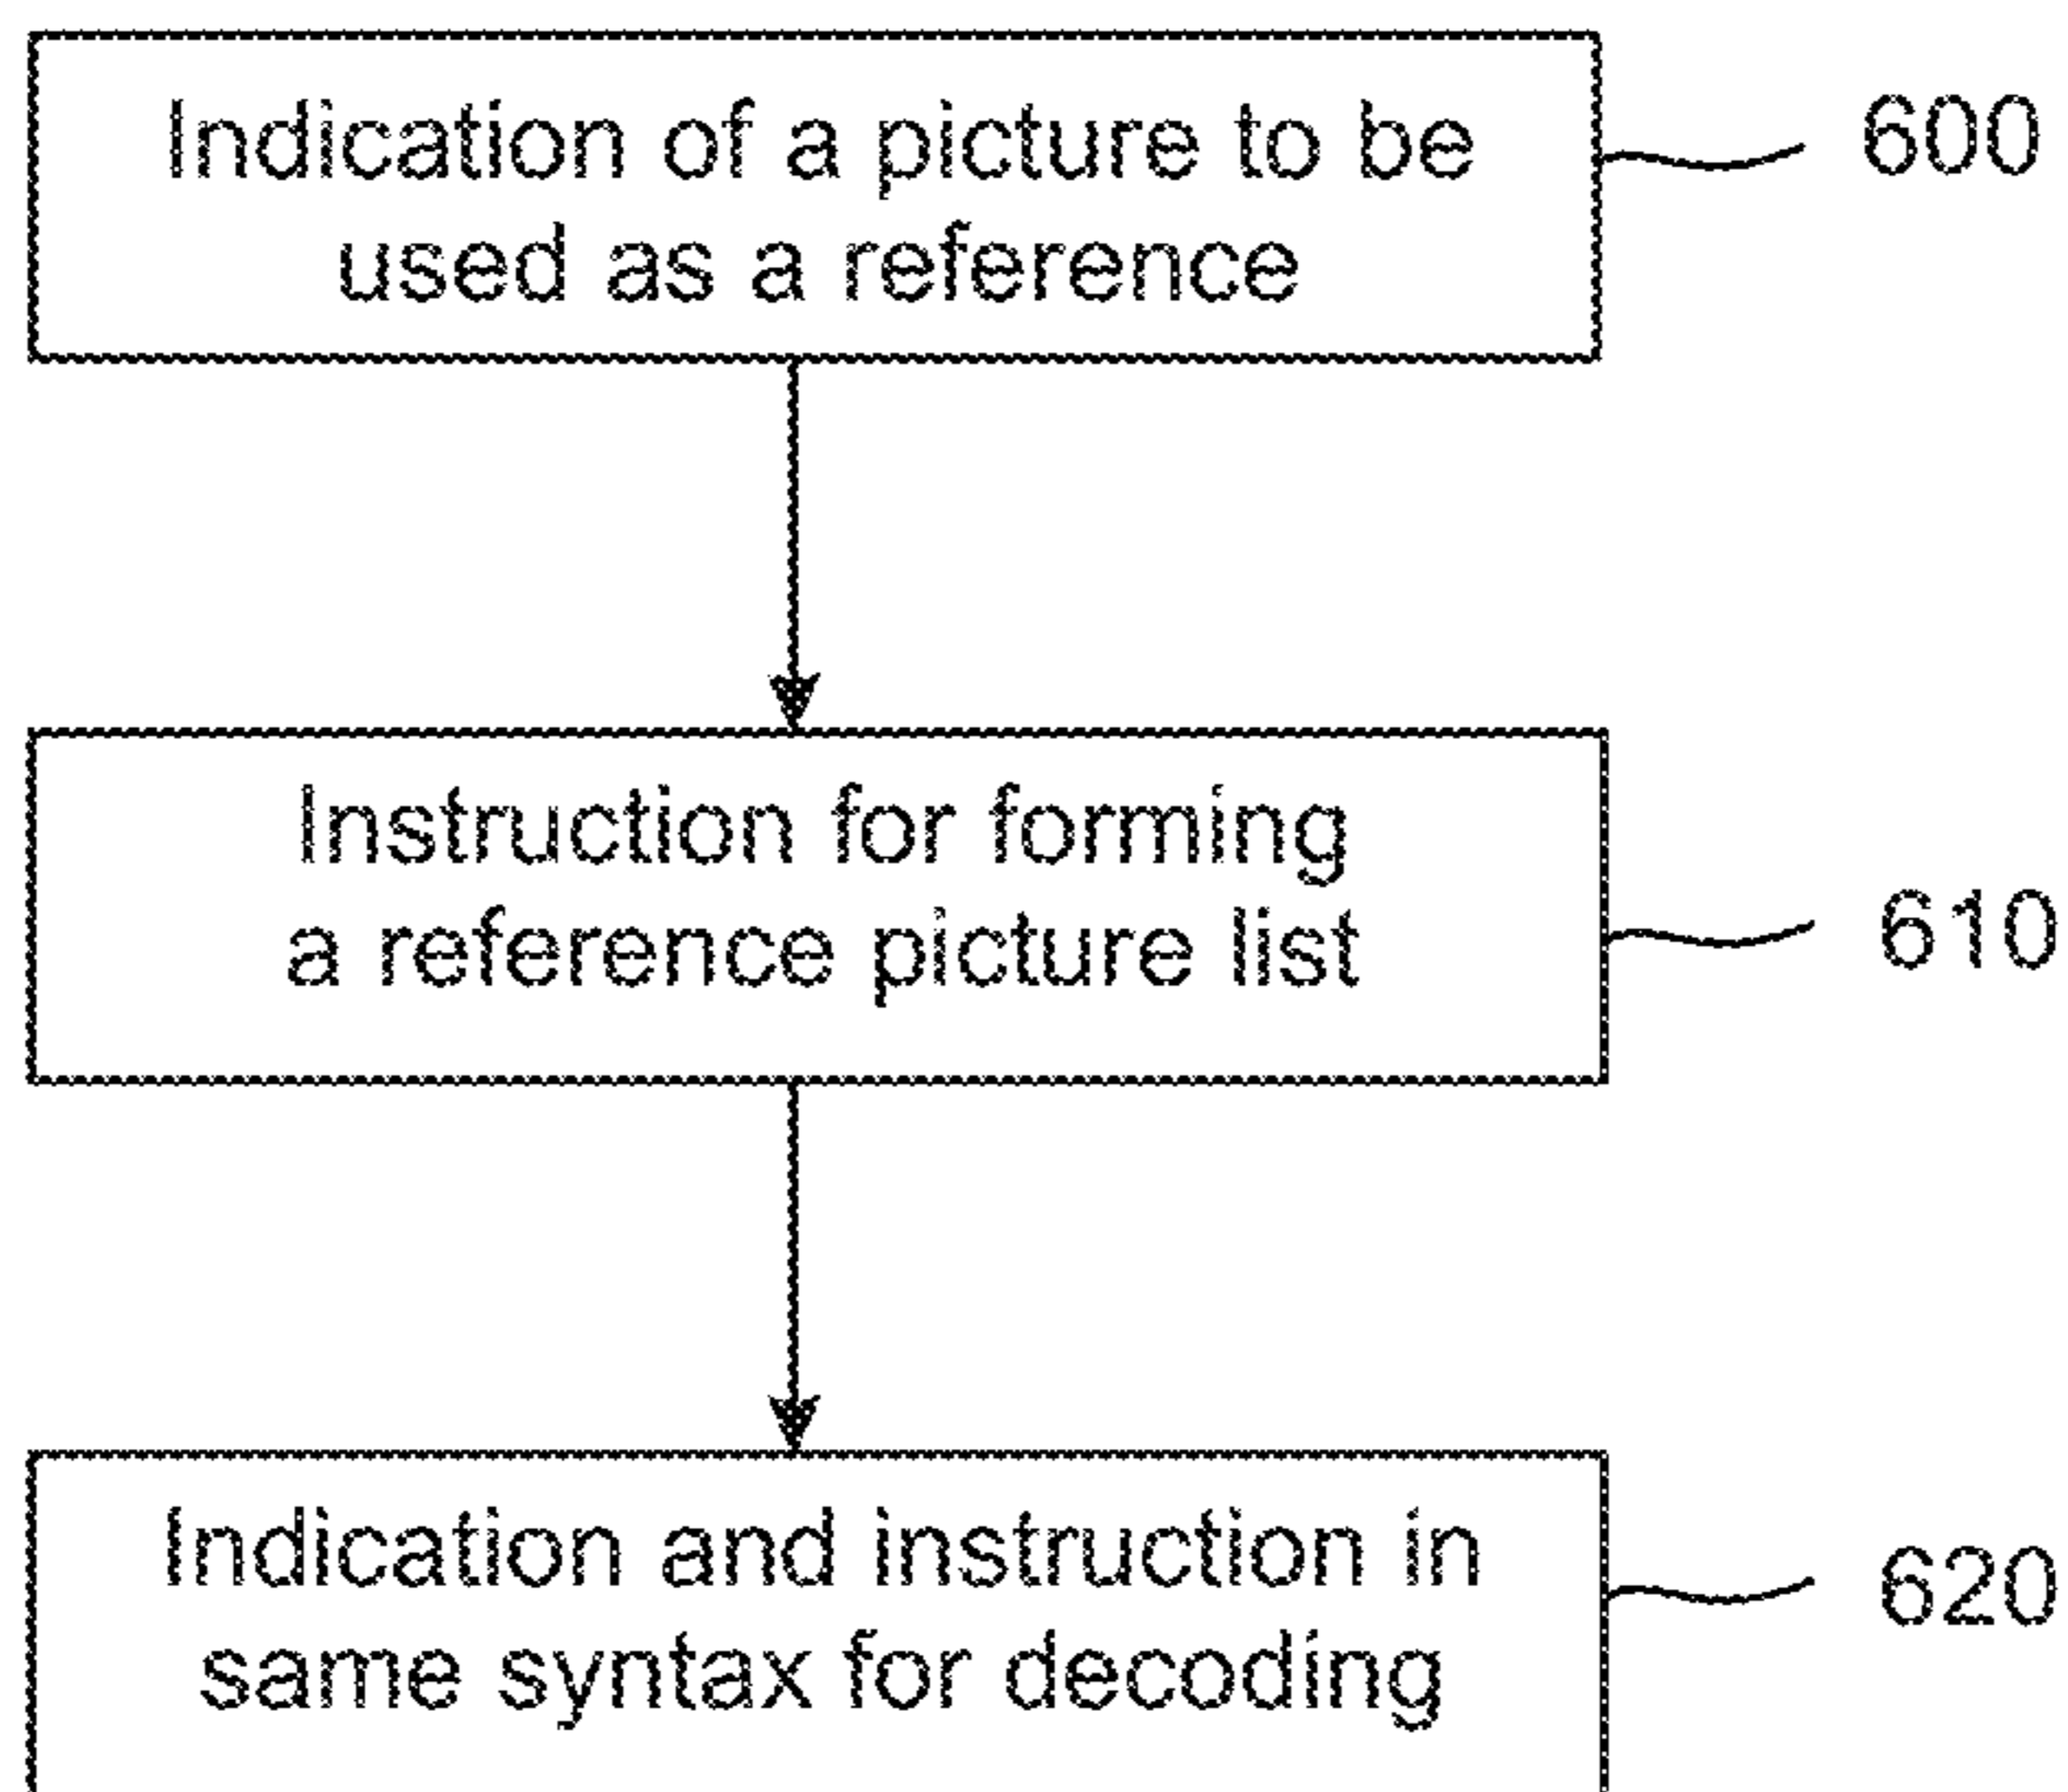 Indication of a picture to be
used as a reference
600
Instruction for forming
a reference picture list
610
Indication and instruction in
same syntax for decoding
620